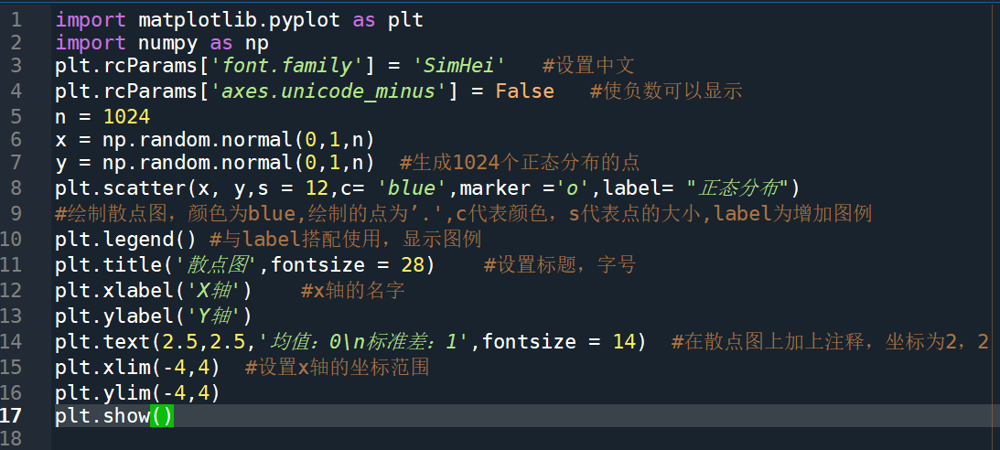 1 import matplotlib.pyplot as plt
2 import numpy as np
3 plt.rcParams['font.family'] = 'SimHei'   #设置中文
4 plt.rcParams['axes.unicode_minus'] = False   #使负数可以显示
5 n = 1024
6 x = np.random.normal(0,1,n)
7 y = np.random.normal(0,1,n)  #生成1024个正态分布的点
8 plt.scatter(x, y,s = 12,c= 'blue',marker ='o',label= "正态分布")
9 #绘制散点图，颜色为blue,绘制的点为’.',c代表颜色，s代表点的大小,label为增加图例
10 plt.legend() #与label搭配使用，显示图例
11 plt.title('散点图',fontsize = 28)    #设置标题，字号
12 plt.xlabel('X轴')    #x轴的名字
13 plt.ylabel('Y轴')
14 plt.text(2.5,2.5,'均值：0\n标准差：1',fontsize = 14)  #在散点图上加上注释，坐标为2，2
15 plt.xlim(-4,4)  #设置x轴的坐标范围
16 plt.ylim(-4,4)
17 plt.show()
18